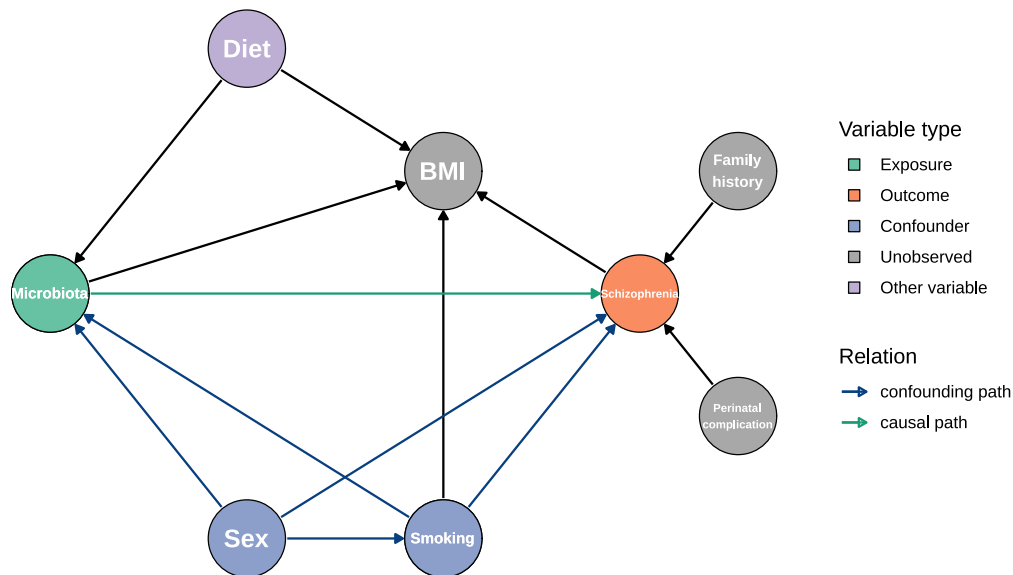 Diet
BMI
Family
history
Microbiota
Schizophrenia
Perinatal
complication
Sex
Smoking
Variable type
Exposure
Outcome
Confounder
Unobserved
Other variable
Relation
confounding path
causal path